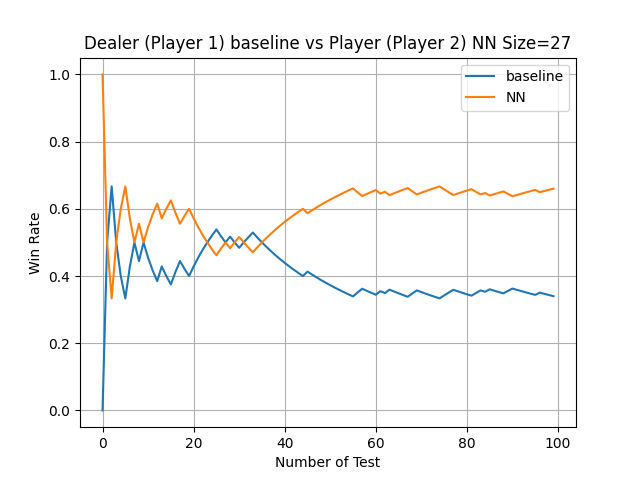 Dealer (Player 1) baseline vs Player (Player 2) NN Size=27
baseline
NN
Win Rate
1.0
0.8
0.6
0.4
0.2
0.0
0 20 40 60 80 100
Number of Test